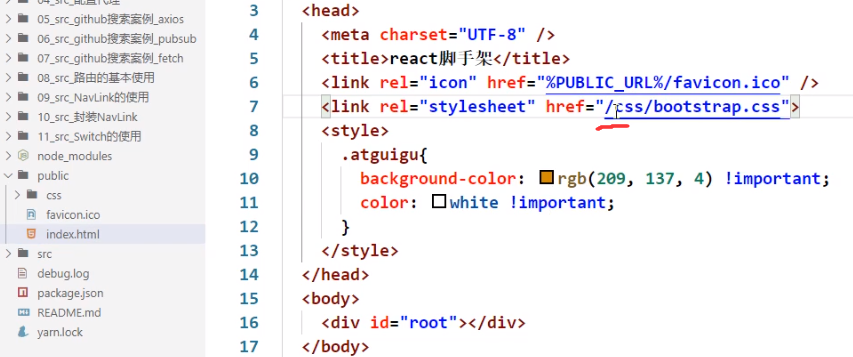 04_src_配置代理
05_src_github搜索案例_axios
06_src_github搜索案例_pubsub
07_src_github搜索案例_fetch
08_src_路由的基本使用
09_src_NavLink的使用
10_src_封装NavLink
11_src_Switch的使用
node_modules
public
css
favicon.ico
index.html
src
debug.log
package.json
README.md
yarn.lock
3 <head>
4 <meta charset="UTF-8" />
5 <title>react脚手架</title>
6 <link rel="icon" href="%PUBLIC_URL%/favicon.ico" />
7 <link rel="stylesheet" href="/css/bootstrap.css">
8 <style>
9 .atguigu{
10 background-color: rgb(209, 137, 4) !important;
11 color: white !important;
12 }
13 </style>
14 </head>
15 <body>
16 <div id="root"></div>
17 </body>